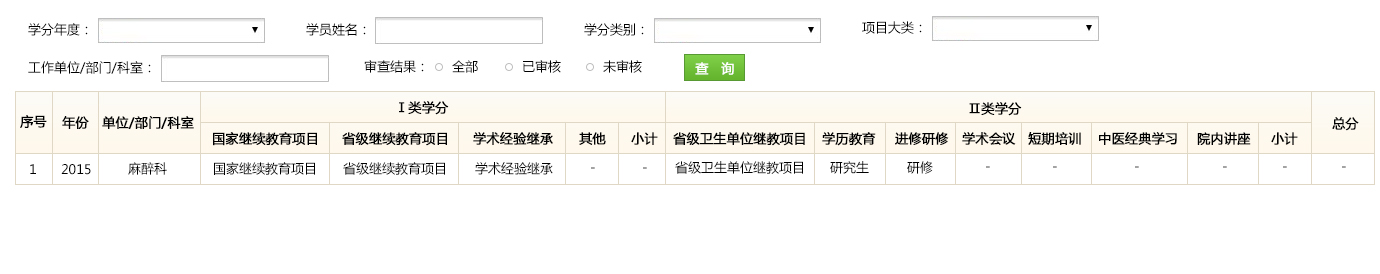 学分年度： 学员姓名： 学分类别： 项目大类：
工作单位/部门/科室： 审查结果： 全部 已审核 未审核 查 询
序号 年份 单位/部门/科室 Ⅰ类学分 Ⅱ类学分 总分
国家继续教育项目 省级继续教育项目 学术经验继承 其他 小计 省级卫生单位继教项目 学历教育 进修研修 学术会议 短期培训 中医经典学习 院内讲座 小计
1 2015 麻醉科 国家继续教育项目 省级继续教育项目 学术经验继承 - - 省级卫生单位继教项目 研究生 研修 - - - - - -